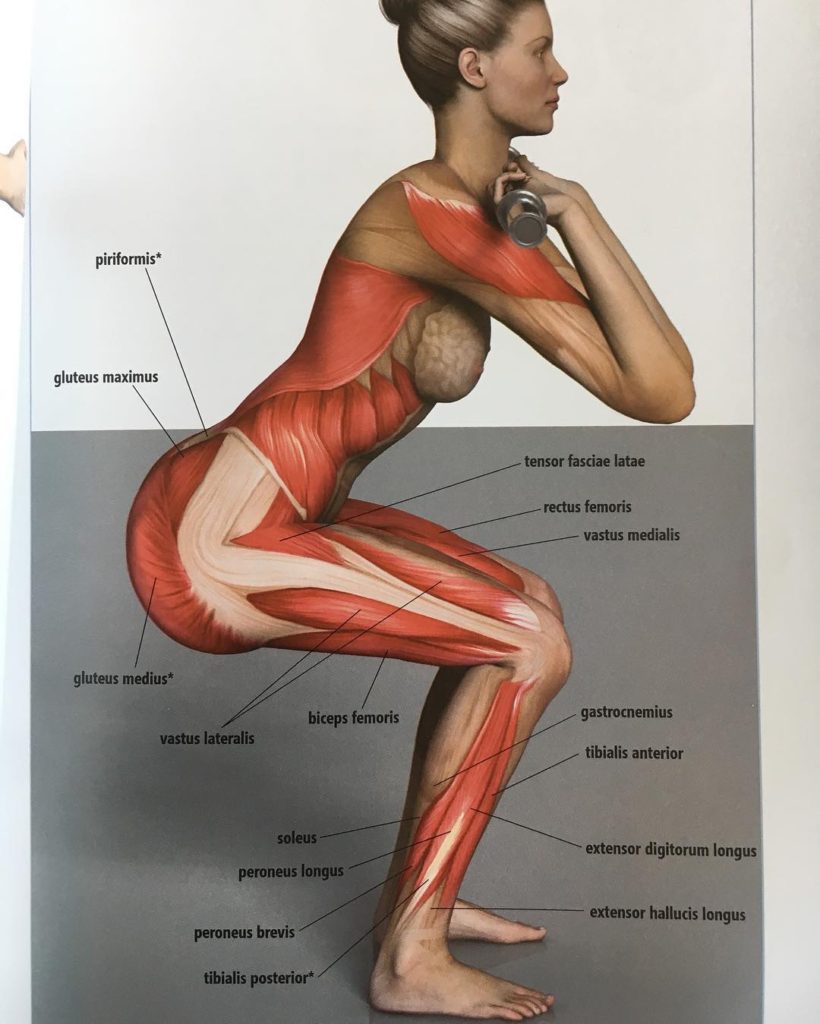 piriformis*
gluteus maximus
tensor fasciae latae
rectus femoris
vastus medialis
gluteus medius*
biceps femoris
vastus lateralis
gastrocnemius
tibialis anterior
soleus
extensor digitorum longus
peroneus longus
extensor hallucis longus
peroneus brevis
tibialis posterior*